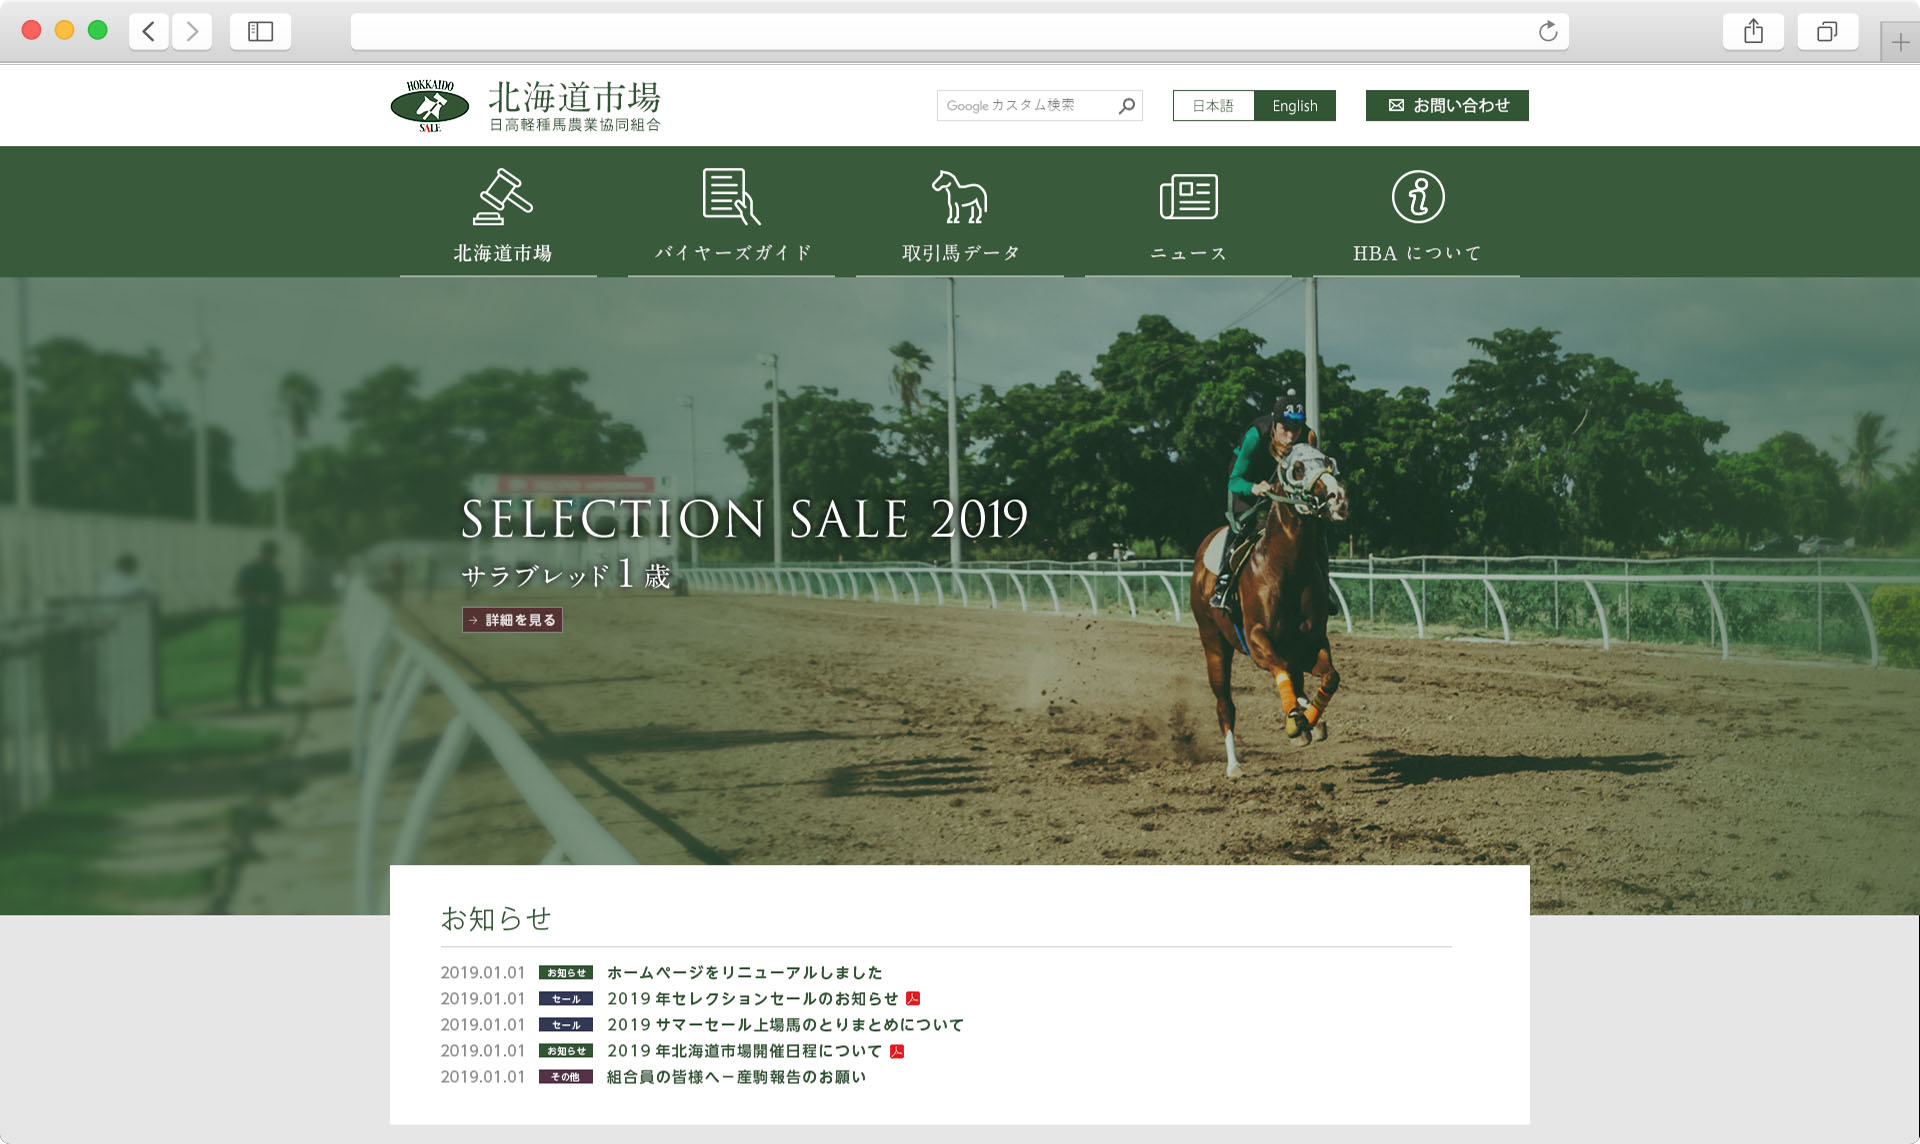 HOKKAIDO
SALE
北海道市場
日高軽種馬農業協同組合
Google カスタム検索
日本語
English
お問い合わせ
北海道市場
バイヤーズガイド
取引馬データ
ニュース
HBA について
SELECTION SALE 2019
サラブレッド1歳
→ 詳細を見る
お知らせ
2019.01.01 お知らせ ホームページをリニューアルしました
2019.01.01 セール 2019 年セレクションセールのお知らせ
2019.01.01 セール 2019 サマーセール上場馬のとりまとめについて
2019.01.01 お知らせ 2019 年北海道市場開催日程について
2019.01.01 その他 組合員の皆様へ－産駒報告のお願い